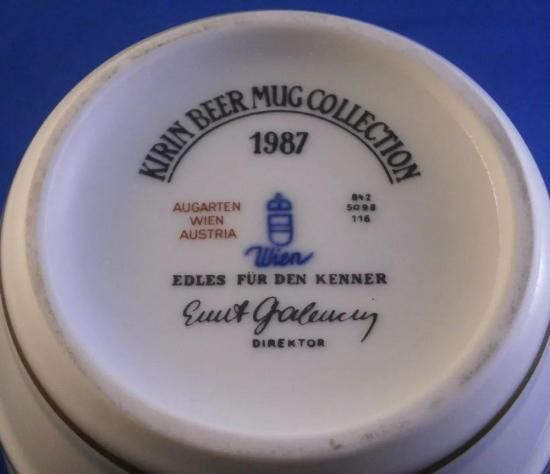 KIRIN BEER MUG COLLECTION
1987
AUGARTEN
WIEN
AUSTRIA
842
5098
116
Wien
EDLES FÜR DEN KENNER
DIREKTOR